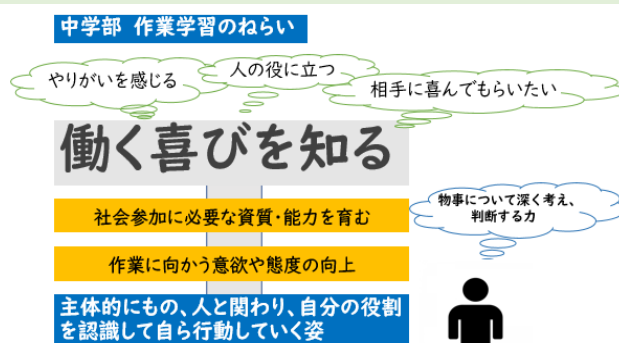 中学部 作業学習のねらい
やりがいを感じる
人の役に立つ
相手に喜んでもらいたい
働く喜びを知る
物事について深く考え、
判断する力
社会参加に必要な資質・能力を育む
作業に向かう意欲や態度の向上
主体的にもの、人と関わり、自分の役割
を認識して自ら行動していく姿